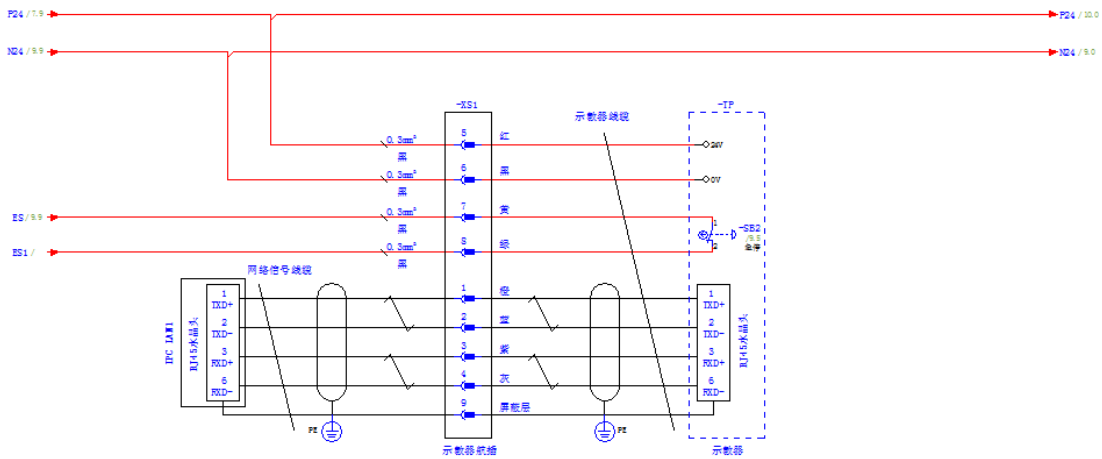 P24 /7.9
P24 /10.0
N24 /9.9
N24 /9.0
-XS1
示教器线缆
-TP
0.3mm²
黑
5
红
24V
0.3mm²
黑
6
黑
0V
ES /9.9
0.3mm²
黑
7
黄
1
-SB2
/9.5
急停
2
ES1 /
0.3mm²
黑
8
绿
网络信号线缆
IPC LAN1
RJ45水晶头
1
TXD+
2
TXD-
3
RXD+
6
RXD-
1
橙
2
蓝
3
紫
4
灰
9
屏蔽层
1
TXD+
2
TXD-
3
RXD+
6
RXD-
RJ45水晶头
PE
PE
示教器航插
示教器